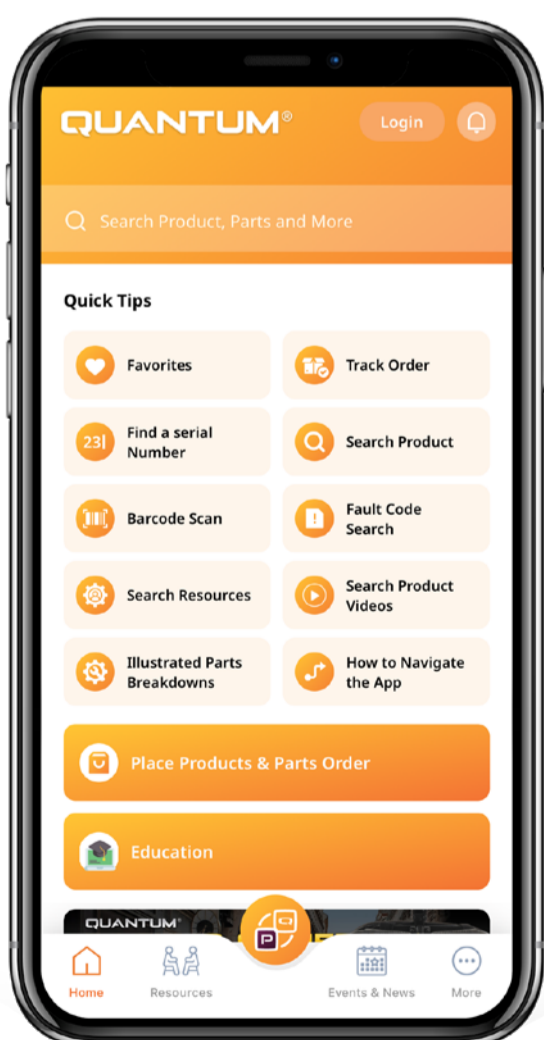 QUANTUM®
Login
Search Product, Parts and More
Quick Tips
Favorites
Track Order
23|
Find a serial
Number
Search Product
Barcode Scan
Fault Code
Search
Search Resources
Search Product
Videos
Illustrated Parts
Breakdowns
How to Navigate
the App
Place Products & Parts Order
Education
QUANTUM
Q
P
Home
Resources
Events & News
More